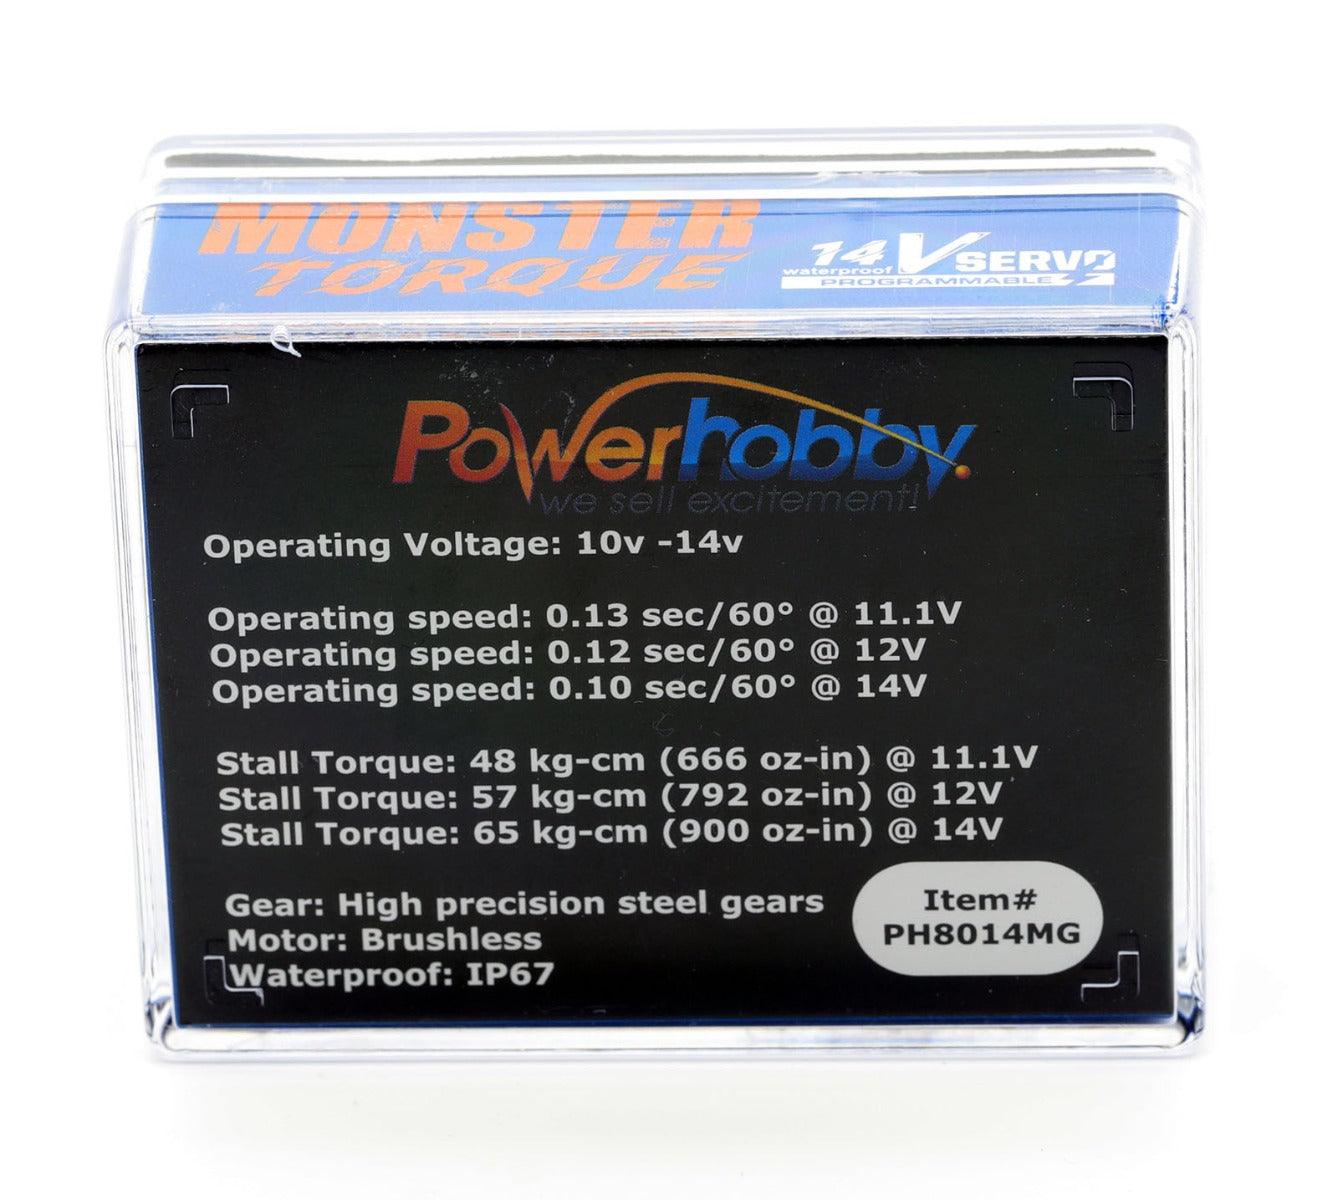 MONSTER
TORQUE
14V SERVO
waterproof
PROGRAMMABLE
Powerhobby
we sell excitement!
Operating Voltage: 10v -14v
Operating speed: 0.13 sec/60° @ 11.1V
Operating speed: 0.12 sec/60° @ 12V
Operating speed: 0.10 sec/60° @ 14V
Stall Torque: 48 kg-cm (666 oz-in) @ 11.1V
Stall Torque: 57 kg-cm (792 oz-in) @ 12V
Stall Torque: 65 kg-cm (900 oz-in) @ 14V
Gear: High precision steel gears
Motor: Brushless
Waterproof: IP67
Item#
PH8014MG